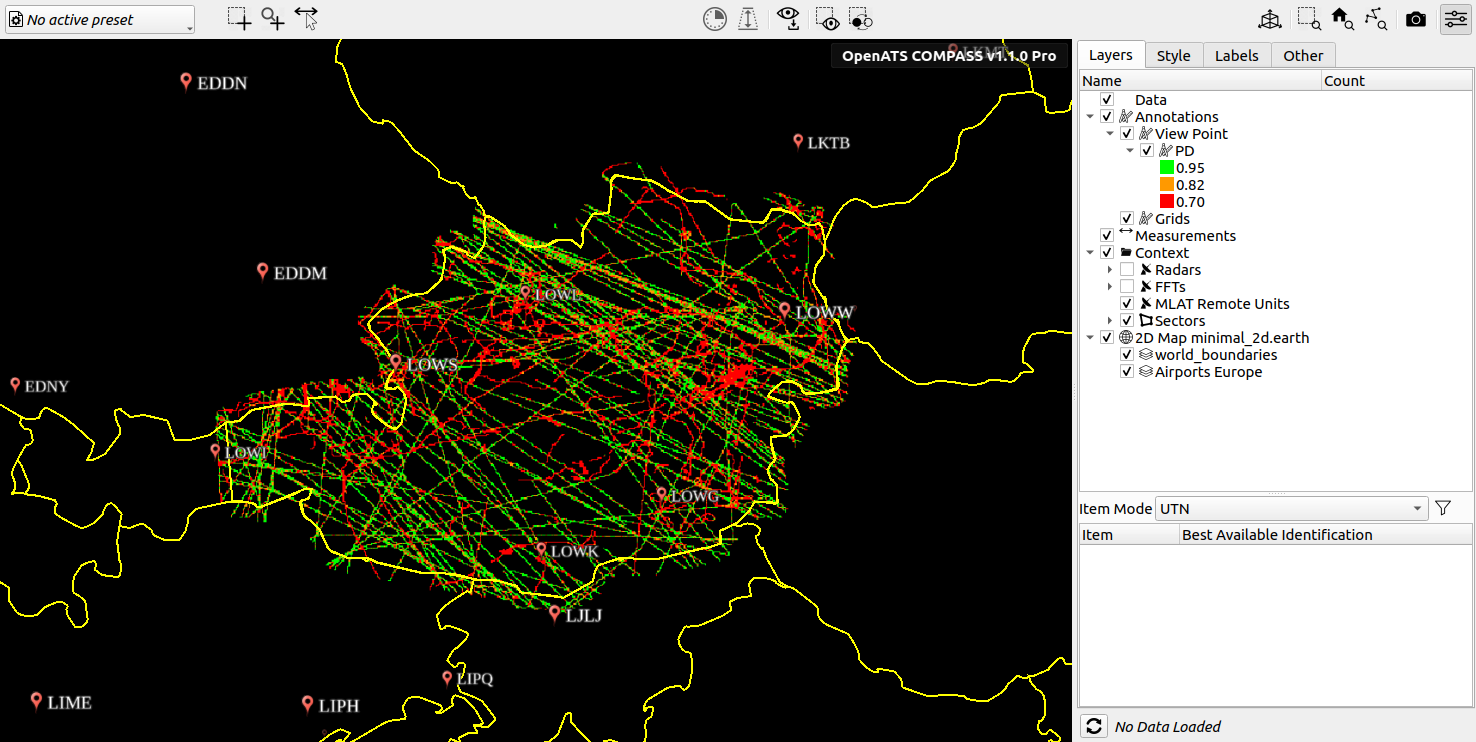 No active preset
OpenATS COMPASS v1.1.0 Pro
LKMT
EDDN
LKTB
EDDM
LOWL
LOWW
LOWS
EDNY
LOWI
LOWG
LOWK
LJLJ
LIPQ
LIME
LIPH
Layers Style Labels Other
Name Count
Data
Annotations
View Point
PD
0.95
0.82
0.70
Grids
Measurements
Context
Radars
FFTs
MLAT Remote Units
Sectors
2D Map minimal_2d.earth
world_boundaries
Airports Europe
Item Mode UTN
Item Best Available Identification
No Data Loaded